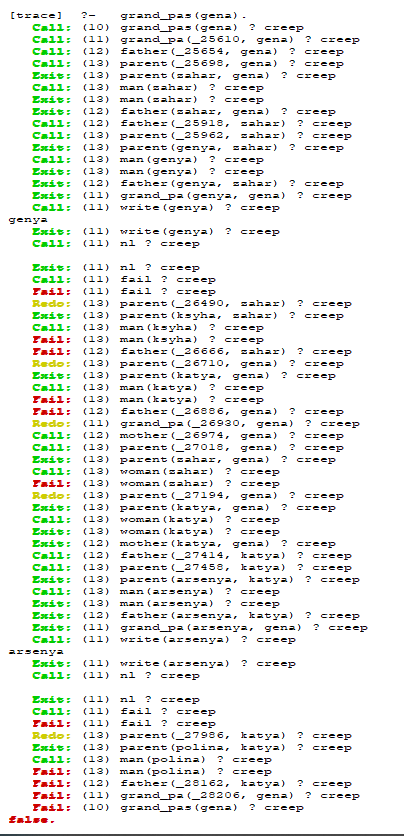 [trace]  ?-   grand_pas(gena).
Call: (10) grand_pas(gena) ? creep
Call: (11) grand_pa(_25610, gena) ? creep
Call: (12) father(_25654, gena) ? creep
Call: (13) parent(_25698, gena) ? creep
Exit: (13) parent(zahar, gena) ? creep
Call: (13) man(zahar) ? creep
Exit: (13) man(zahar) ? creep
Exit: (12) father(zahar, gena) ? creep
Call: (12) father(_25918, zahar) ? creep
Call: (13) parent(_25962, zahar) ? creep
Exit: (13) parent(genya, zahar) ? creep
Call: (13) man(genya) ? creep
Exit: (13) man(genya) ? creep
Exit: (12) father(genya, zahar) ? creep
Exit: (11) grand_pa(genya, gena) ? creep
Call: (11) write(genya) ? creep
genya
Exit: (11) write(genya) ? creep
Call: (11) nl ? creep
Exit: (11) nl ? creep
Call: (11) fail ? creep
Fail: (11) fail ? creep
Redo: (13) parent(_26490, zahar) ? creep
Exit: (13) parent(ksyha, zahar) ? creep
Call: (13) man(ksyha) ? creep
Fail: (13) man(ksyha) ? creep
Fail: (12) father(_26666, zahar) ? creep
Redo: (13) parent(_26710, gena) ? creep
Exit: (13) parent(katya, gena) ? creep
Call: (13) man(katya) ? creep
Fail: (13) man(katya) ? creep
Fail: (12) father(_26886, gena) ? creep
Redo: (11) grand_pa(_26930, gena) ? creep
Call: (12) mother(_26974, gena) ? creep
Call: (13) parent(_27018, gena) ? creep
Exit: (13) parent(zahar, gena) ? creep
Call: (13) woman(zahar) ? creep
Fail: (13) woman(zahar) ? creep
Redo: (13) parent(_27194, gena) ? creep
Exit: (13) parent(katya, gena) ? creep
Call: (13) woman(katya) ? creep
Exit: (13) woman(katya) ? creep
Exit: (12) mother(katya, gena) ? creep
Call: (12) father(_27414, katya) ? creep
Call: (13) parent(_27458, katya) ? creep
Exit: (13) parent(arsenya, katya) ? creep
Call: (13) man(arsenya) ? creep
Exit: (13) man(arsenya) ? creep
Exit: (12) father(arsenya, katya) ? creep
Exit: (11) grand_pa(arsenya, gena) ? creep
Call: (11) write(arsenya) ? creep
arsenya
Exit: (11) write(arsenya) ? creep
Call: (11) nl ? creep
Exit: (11) nl ? creep
Call: (11) fail ? creep
Fail: (11) fail ? creep
Redo: (13) parent(_27986, katya) ? creep
Exit: (13) parent(polina, katya) ? creep
Call: (13) man(polina) ? creep
Fail: (13) man(polina) ? creep
Fail: (12) father(_28162, katya) ? creep
Fail: (11) grand_pa(_28206, gena) ? creep
Fail: (10) grand_pas(gena) ? creep
false.